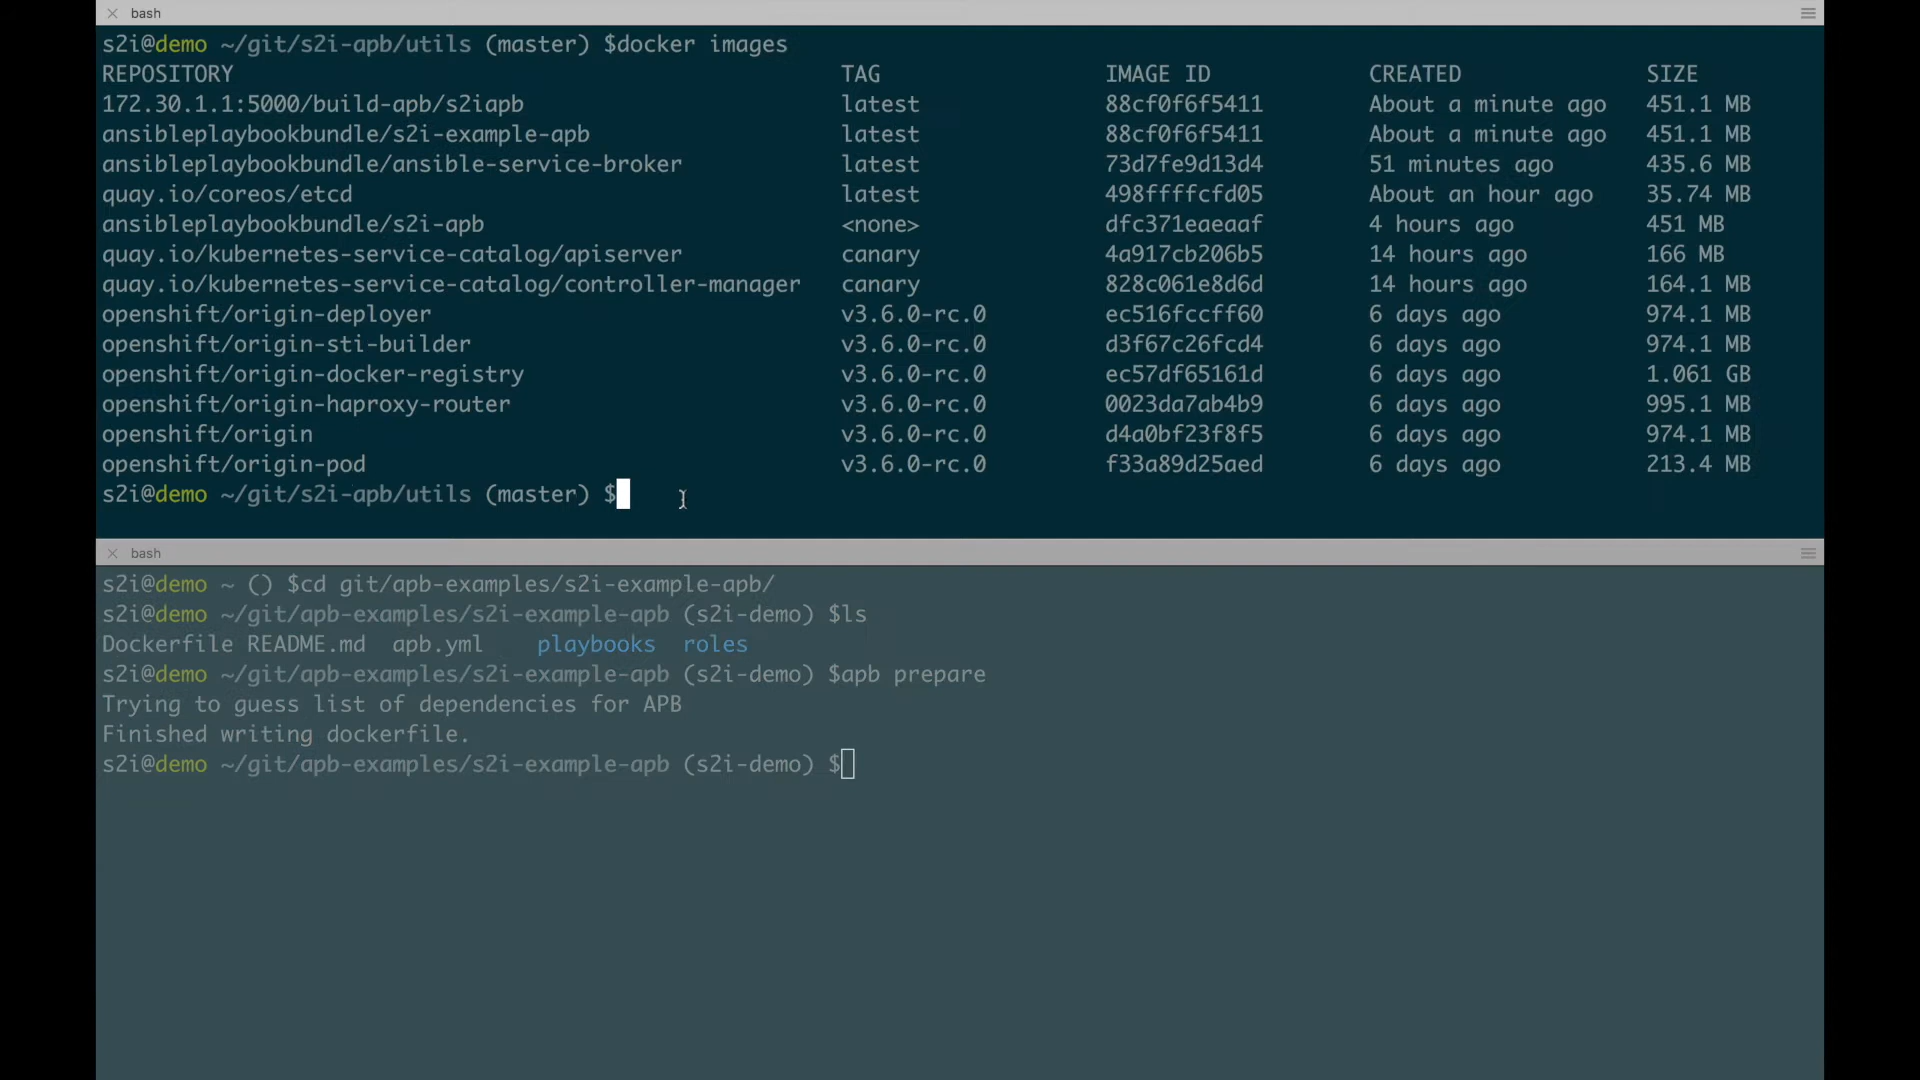 bash
s2i@demo ~/git/s2i-apb/utils (master) $docker images
REPOSITORY TAG IMAGE ID CREATED SIZE
172.30.1.1:5000/build-apb/s2iapb latest 88cf0f6f5411 About a minute ago 451.1 MB
ansibleplaybookbundle/s2i-example-apb latest 88cf0f6f5411 About a minute ago 451.1 MB
ansibleplaybookbundle/ansible-service-broker latest 73d7fe9d13d4 51 minutes ago 435.6 MB
quay.io/coreos/etcd latest 498ffffcfd05 About an hour ago 35.74 MB
ansibleplaybookbundle/s2i-apb <none> dfc371eaeaaf 4 hours ago 451 MB
quay.io/kubernetes-service-catalog/apiserver canary 4a917cb206b5 14 hours ago 166 MB
quay.io/kubernetes-service-catalog/controller-manager canary 828c061e8d6d 14 hours ago 164.1 MB
openshift/origin-deployer v3.6.0-rc.0 ec516fccff60 6 days ago 974.1 MB
openshift/origin-sti-builder v3.6.0-rc.0 d3f67c26fcd4 6 days ago 974.1 MB
openshift/origin-docker-registry v3.6.0-rc.0 ec57df65161d 6 days ago 1.061 GB
openshift/origin-haproxy-router v3.6.0-rc.0 0023da7ab4b9 6 days ago 995.1 MB
openshift/origin v3.6.0-rc.0 d4a0bf23f8f5 6 days ago 974.1 MB
openshift/origin-pod v3.6.0-rc.0 f33a89d25aed 6 days ago 213.4 MB
s2i@demo ~/git/s2i-apb/utils (master) $
bash
s2i@demo ~ () $cd git/apb-examples/s2i-example-apb/
s2i@demo ~/git/apb-examples/s2i-example-apb (s2i-demo) $ls
Dockerfile README.md apb.yml playbooks roles
s2i@demo ~/git/apb-examples/s2i-example-apb (s2i-demo) $apb prepare
Trying to guess list of dependencies for APB
Finished writing dockerfile.
s2i@demo ~/git/apb-examples/s2i-example-apb (s2i-demo) $